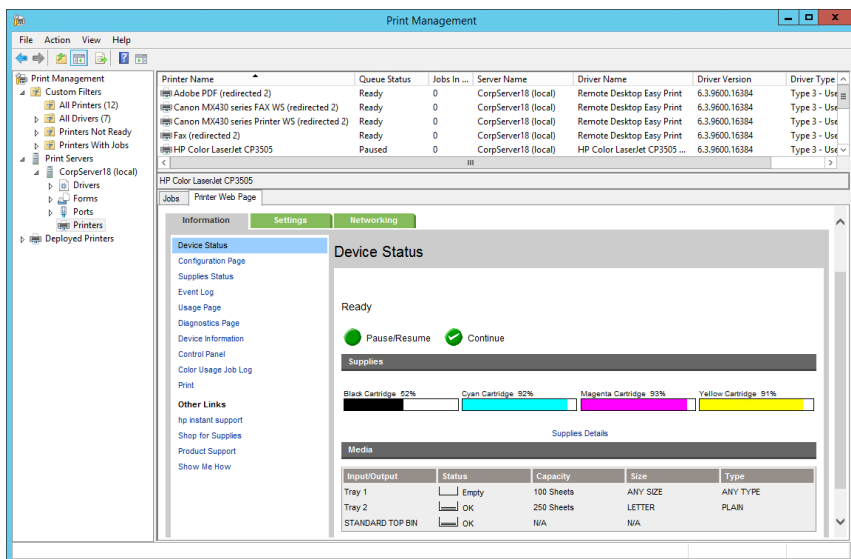 Print Management
File Action View Help
Print Management
Custom Filters
All Printers (12)
All Drivers (7)
Printers Not Ready
Printers With Jobs
Print Servers
CorpServer18 (local)
Drivers
Forms
Ports
Printers
Deployed Printers
Printer Name Queue Status Jobs In ... Server Name Driver Name Driver Version Driver Type
Adobe PDF (redirected 2) Ready 0 CorpServer18 (local) Remote Desktop Easy Print 6.3.9600.16384 Type 3 - Use
Canon MX430 series FAX WS (redirected 2) Ready 0 CorpServer18 (local) Remote Desktop Easy Print 6.3.9600.16384 Type 3 - Use
Canon MX430 series Printer WS (redirected 2) Ready 0 CorpServer18 (local) Remote Desktop Easy Print 6.3.9600.16384 Type 3 - Use
Fax (redirected 2) Ready 0 CorpServer18 (local) Remote Desktop Easy Print 6.3.9600.16384 Type 3 - Use
HP Color LaserJet CP3505 Paused 0 CorpServer18 (local) HP Color LaserJet CP3505 ... 6.3.9600.16384 Type 3 - Use
HP Color LaserJet CP3505
Jobs Printer Web Page
Information Settings Networking
Device Status
Configuration Page
Supplies Status
Event Log
Usage Page
Diagnostics Page
Device Information
Control Panel
Color Usage Job Log
Print
Other Links
hp instant support
Shop for Supplies
Product Support
Show Me How
Device Status
Ready
Pause/Resume Continue
Supplies
Black Cartridge 52% Cyan Cartridge 92% Magenta Cartridge 93% Yellow Cartridge 91%
Supplies Details
Media
Input/Output Status Capacity Size Type
Tray 1 Empty 100 Sheets ANY SIZE ANY TYPE
Tray 2 OK 250 Sheets LETTER PLAIN
STANDARD TOP BIN OK N/A N/A